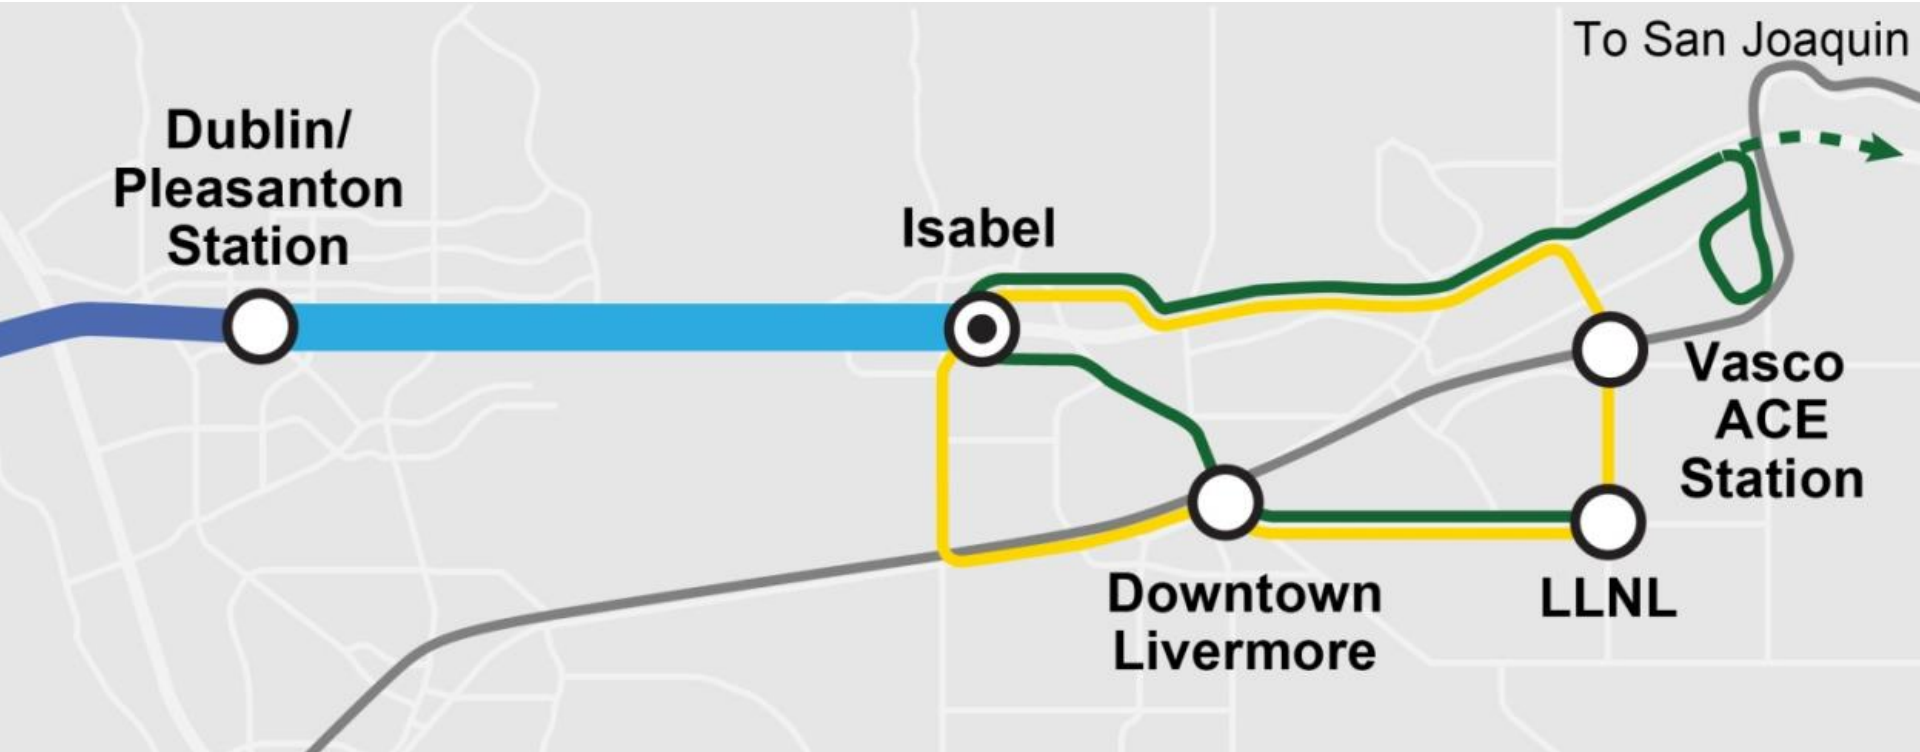 To San Joaquin
Dublin/
Pleasanton
Station
Isabel
Vasco
ACE
Station
Downtown
Livermore
LLNL